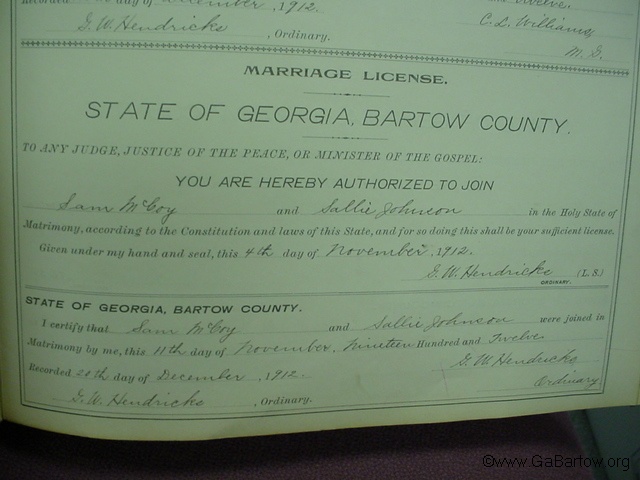 Recorded day of December, 1912.
Twelve.
G. W. Hendricks, Ordinary.
C. L. Williams
M. G.
MARRIAGE LICENSE.
STATE OF GEORGIA, BARTOW COUNTY.
TO ANY JUDGE, JUSTICE OF THE PEACE, OR MINISTER OF THE GOSPEL:
YOU ARE HEREBY AUTHORIZED TO JOIN
Sam McCoy and Sallie Johnson in the Holy State of
Matrimony, according to the Constitution and laws of this State, and for so doing this shall be your sufficient license.
Given under my hand and seal, this 4th day of November, 1912.
G. W. Hendricks (L. S.)
ORDINARY.
STATE OF GEORGIA, BARTOW COUNTY.
I certify that Sam McCoy and Sallie Johnson were joined in
Matrimony by me, this 11th day of November, Nineteen Hundred and Twelve
Recorded 20th day of December, 1912.
G. W. Hendricks
Ordinary.
G. W. Hendricks, Ordinary.
©www.GaBartow.org